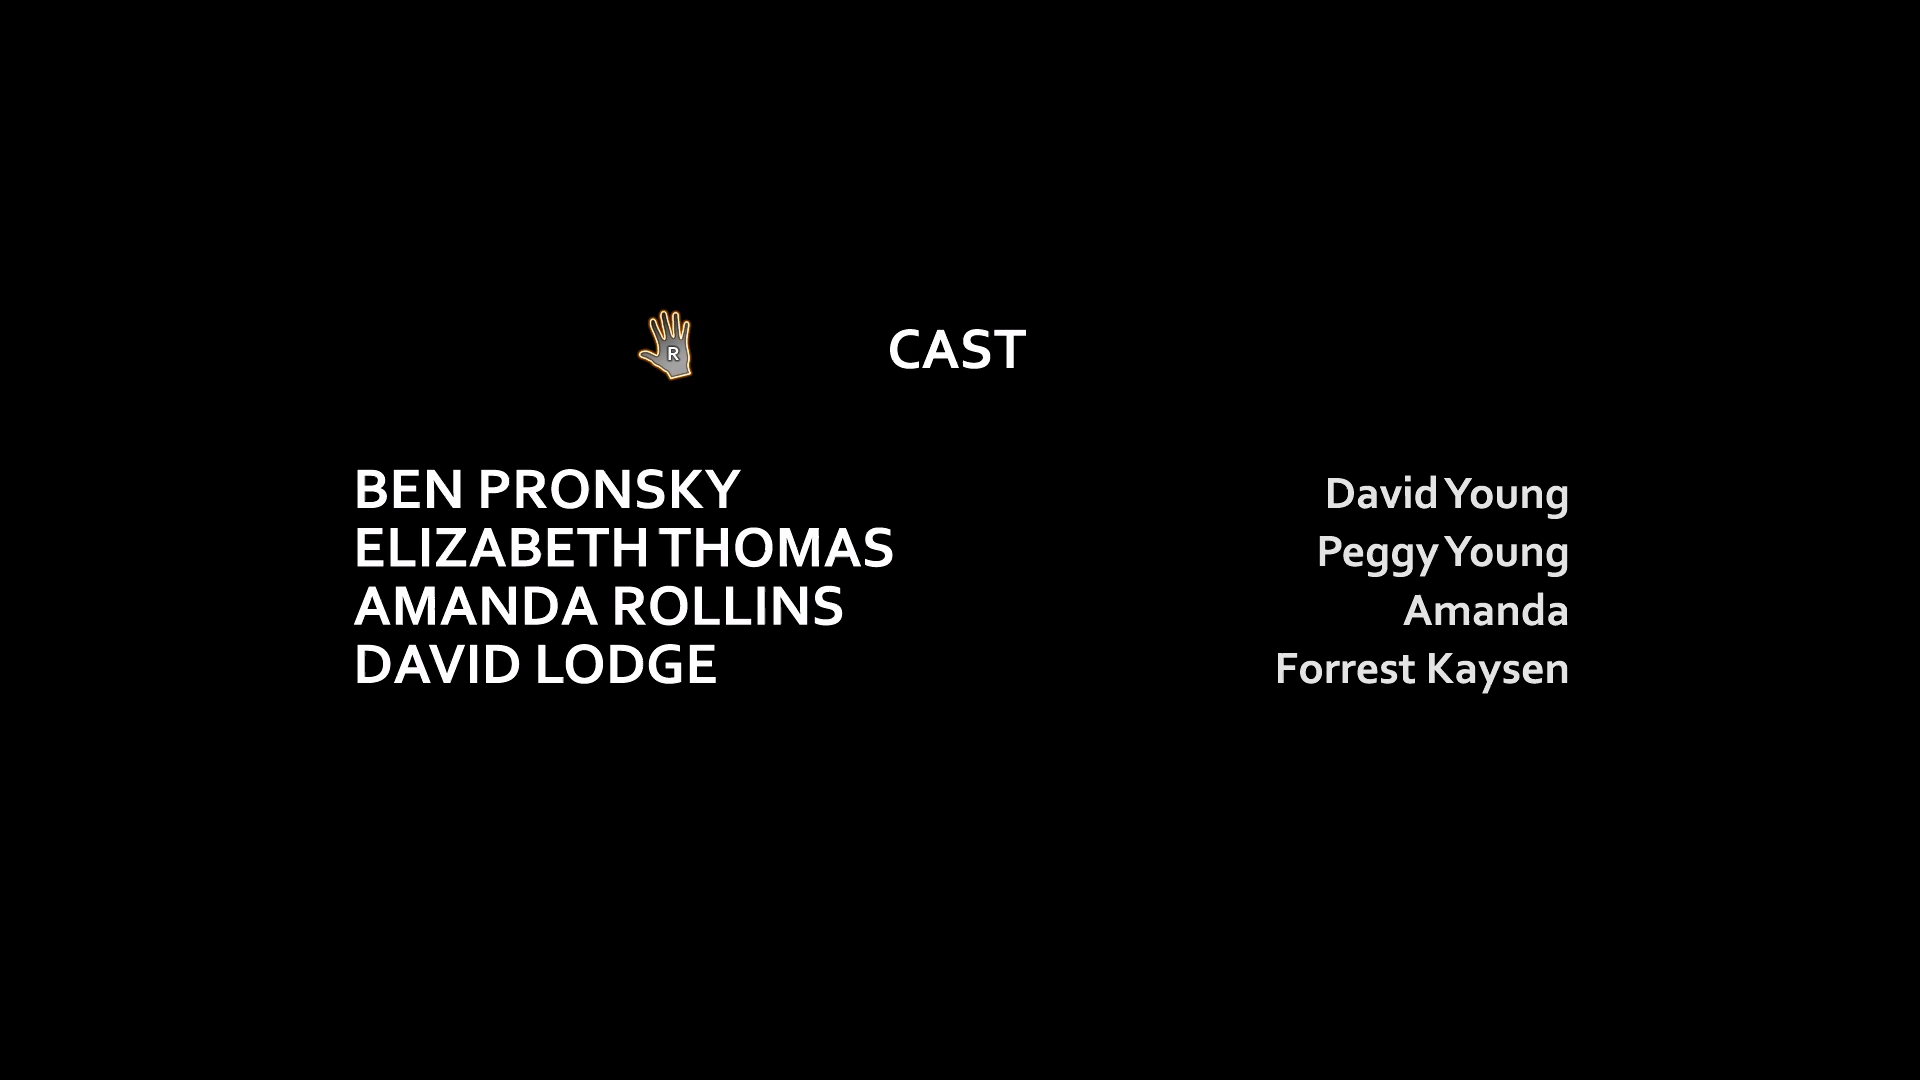 R
CAST
BEN PRONSKY David Young
ELIZABETH THOMAS Peggy Young
AMANDA ROLLINS Amanda
DAVID LODGE Forrest Kaysen